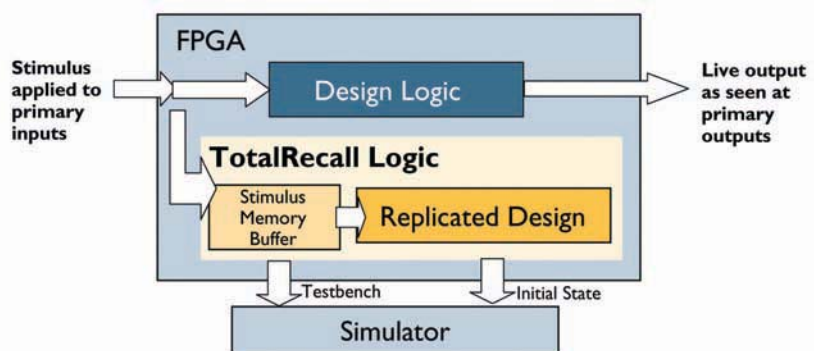 FPGA
Stimulus
applied to
primary
inputs
Design Logic
Live output
as seen at
primary
outputs
TotalRecall Logic
Stimulus
Memory
Buffer
Replicated Design
Testbench
Initial State
Simulator